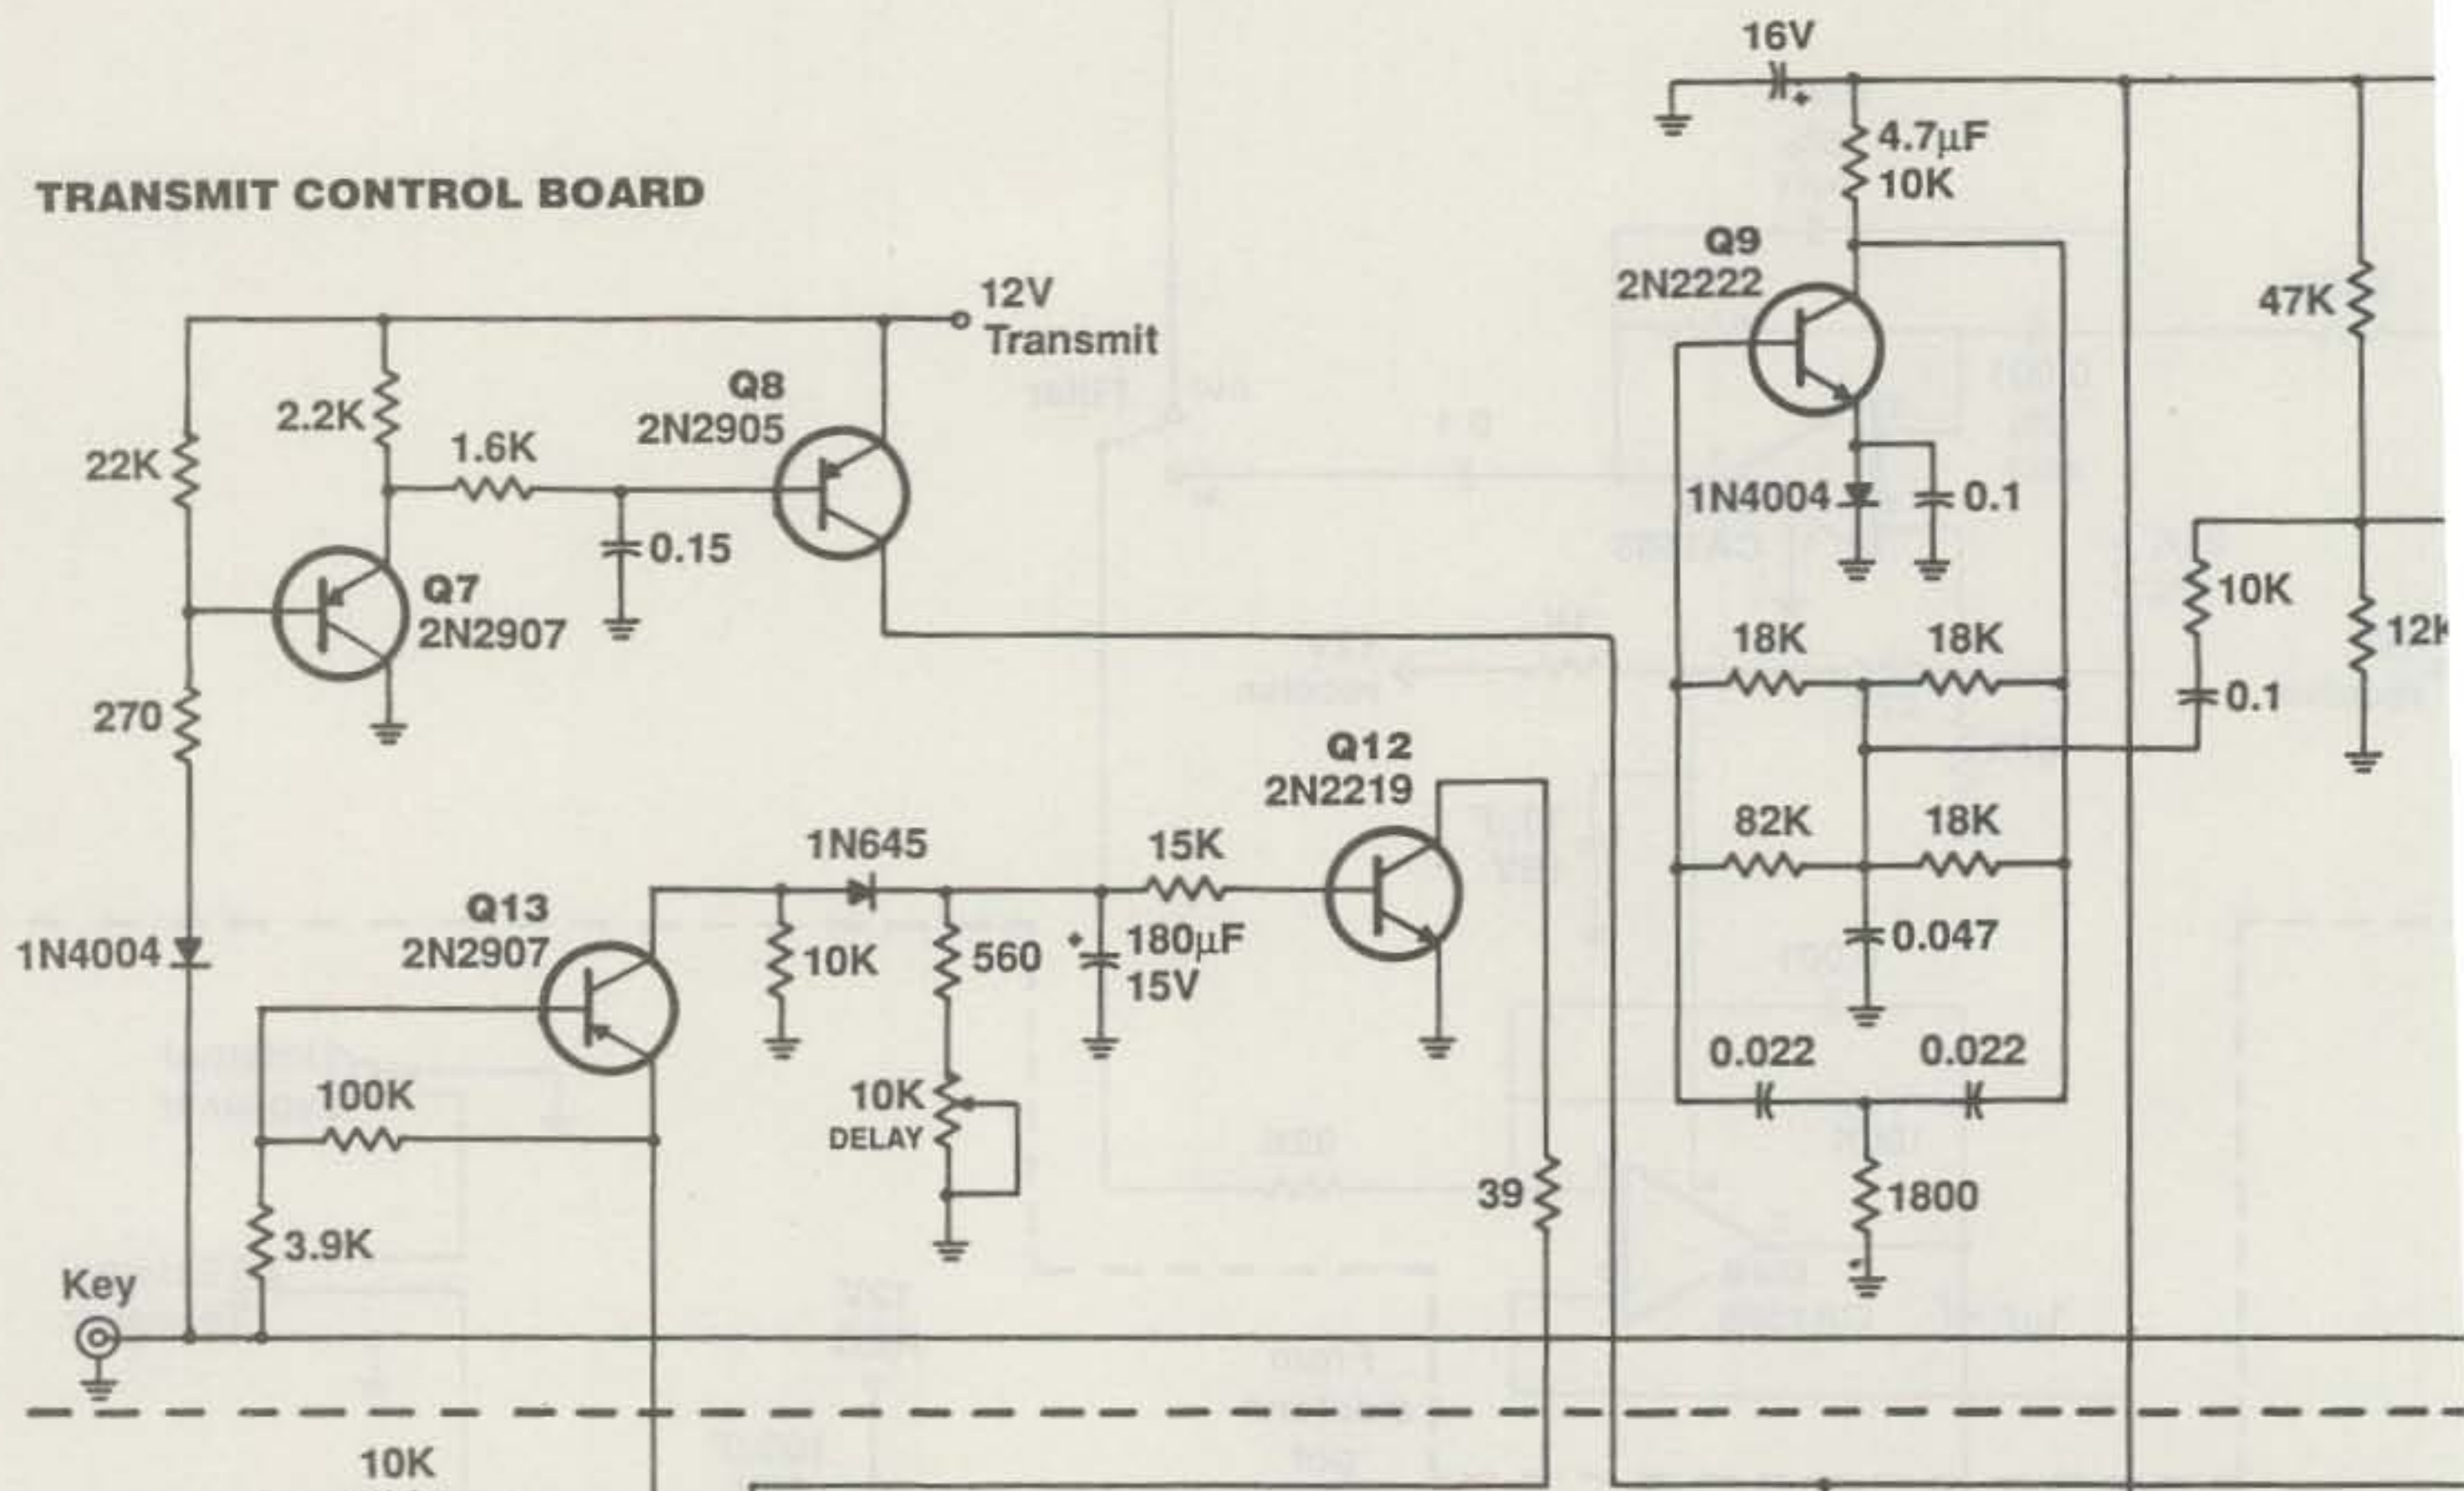 16V
4.7µF
10K
TRANSMIT CONTROL BOARD
Q9
2N2222
12V
Transmit
47K
Q8
2N2905
2.2K
1.6K
22K
1N4004
0.1
0.15
Q7
2N2907
10K
12K
18K
18K
0.1
270
Q12
2N2219
82K
18K
1N645
15K
Q13
2N2907
1N4004
10K
560
180µF
15V
0.047
0.022
0.022
100K
10K
DELAY
39
1800
3.9K
Key
10K